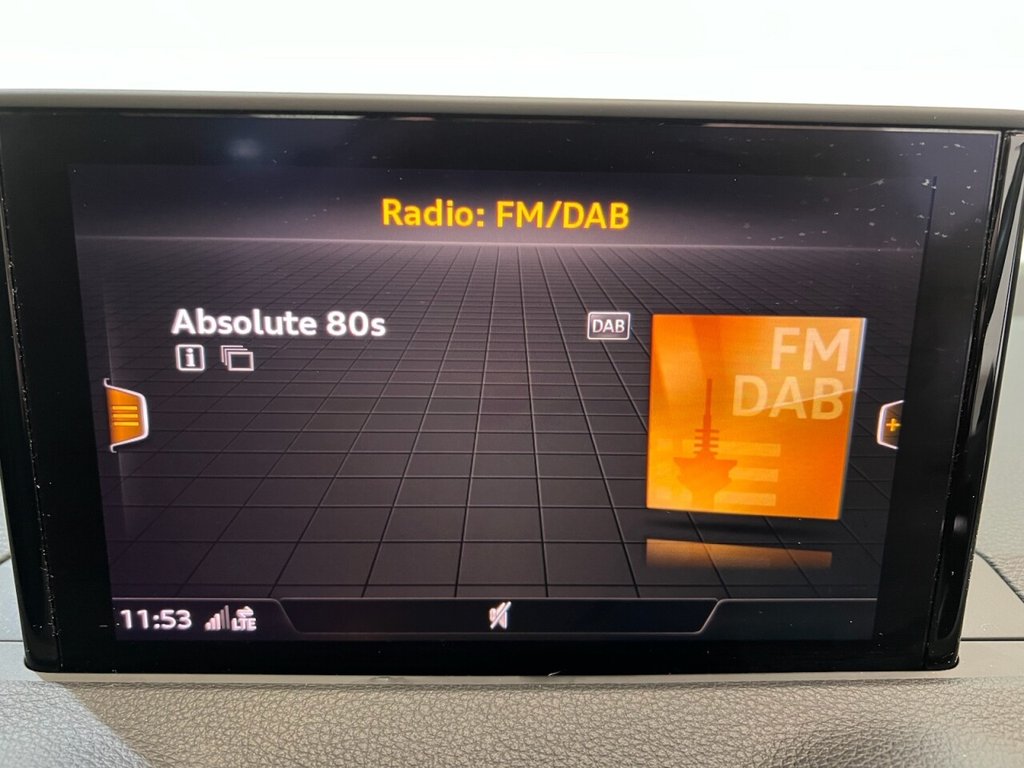 Radio: FM/DAB
Absolute 80s
DAB
i
FM
DAB
+
11:53
LTE